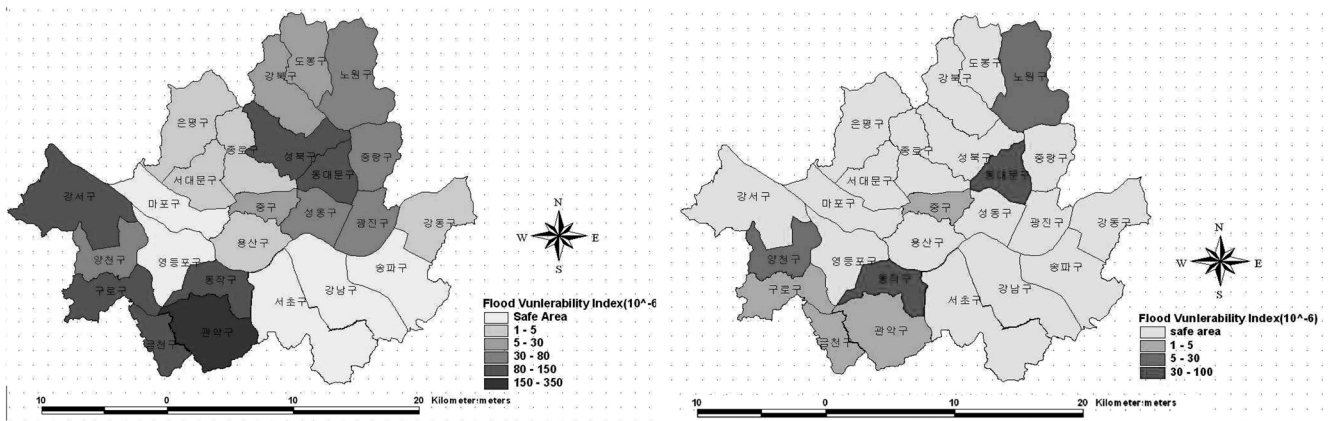 도봉구
강북구
노원구
은평구
종로구
성북구
중랑구
서대문구
동대문구
강서구
마포구
중구
성동구
광진구
강동구
양천구
영등포구
용산구
송파구
구로구
동작구
서초구
강남구
금천구
관악구
N
W E
S
Flood Vunlerability Index(10^-6
Safe Area
1 - 5
5 - 30
30 - 80
80 - 150
150 - 350
10 0 10 20
Kilometer:meters
도봉구
강북구
노원구
은평구
종로구
성북구
중랑구
서대문구
동대문구
강서구
마포구
중구
성동구
광진구
강동구
양천구
영등포구
용산구
송파구
구로구
동작구
서초구
강남구
금천구
관악구
N
W E
S
Flood Vunlerability Index(10^-6)
safe area
1 - 5
5 - 30
30 - 100
10 0 10 20
Kilometer:meters